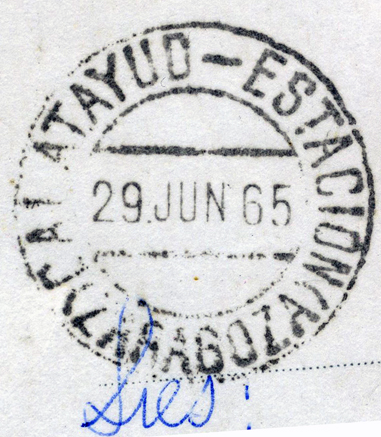 CALATAYUD-ESTACION
(ZARAGOZA)
29.JUN 65
Sres: